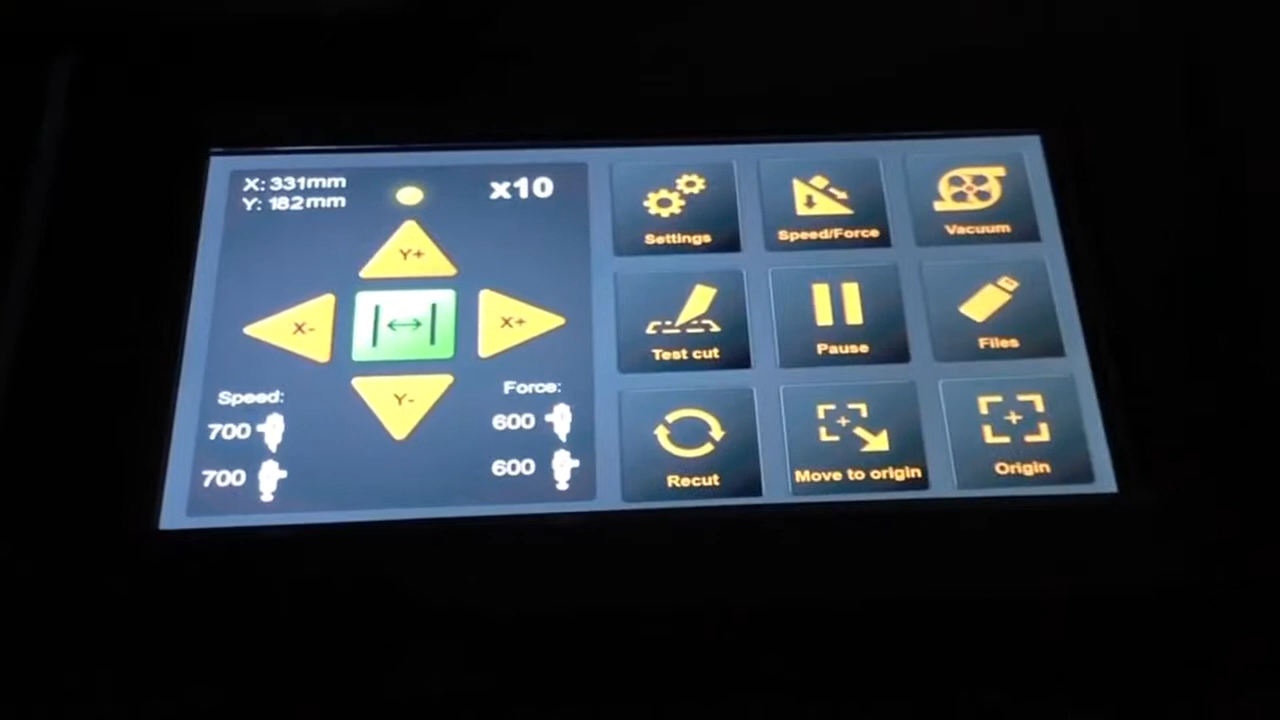 X: 331mm
Y: 182mm
x10
Y+
X-
X+
Y-
Speed:
700
700
Force:
600
600
Settings
Speed/Force
Vacuum
Test cut
Pause
Files
Recut
Move to origin
Origin